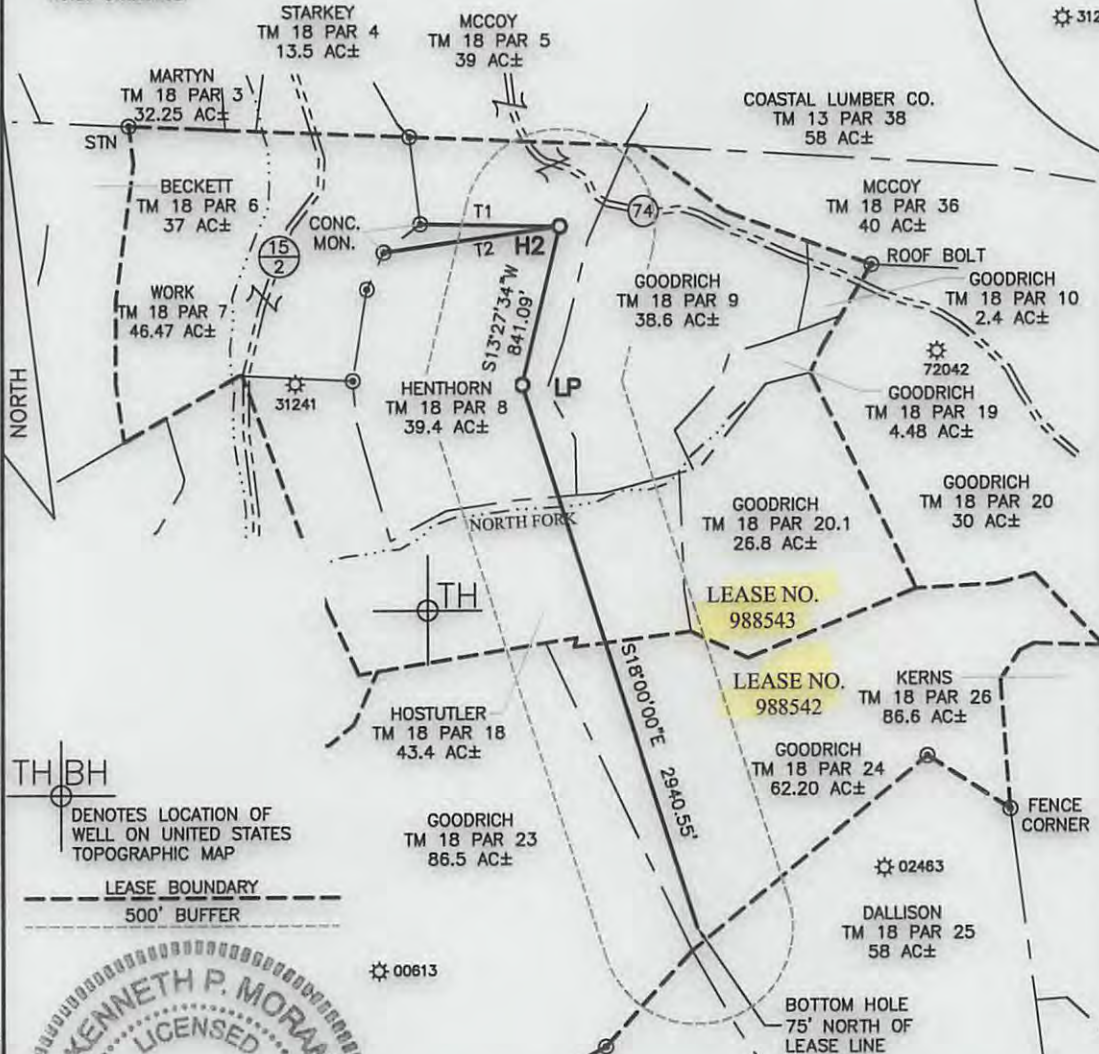 STARKEY
TM 18 PAR 4
13.5 AC±
MCCOY
TM 18 PAR 5
39 AC±
312
MARTYN
TM 18 PAR 3
32.25 AC±
COASTAL LUMBER CO.
TM 13 PAR 38
58 AC±
STN
BECKETT
TM 18 PAR 6
37 AC±
CONC.
MON.
T1
T2
H2
74
MCCOY
TM 18 PAR 36
40 AC±
ROOF BOLT
15
2
WORK
TM 18 PAR 7
46.47 AC±
S13°27'34"W
841.09'
GOODRICH
TM 18 PAR 9
38.6 AC±
GOODRICH
TM 18 PAR 10
2.4 AC±
72042
NORTH
31241
HENTHORN
TM 18 PAR 8
39.4 AC±
LP
GOODRICH
TM 18 PAR 19
4.48 AC±
NORTH FORK
GOODRICH
TM 18 PAR 20.1
26.8 AC±
GOODRICH
TM 18 PAR 20
30 AC±
TH
LEASE NO.
988543
LEASE NO.
988542
S18°00'00"E 2940.55'
KERNS
TM 18 PAR 26
86.6 AC±
HOSTUTLER
TM 18 PAR 18
43.4 AC±
GOODRICH
TM 18 PAR 24
62.20 AC±
TH BH
DENOTES LOCATION OF
WELL ON UNITED STATES
TOPOGRAPHIC MAP
GOODRICH
TM 18 PAR 23
86.5 AC±
FENCE
CORNER
02463
LEASE BOUNDARY
500' BUFFER
DALLISON
TM 18 PAR 25
58 AC±
00613
KENNETH P. MORA
LICENSED
BOTTOM HOLE
75' NORTH OF
LEASE LINE